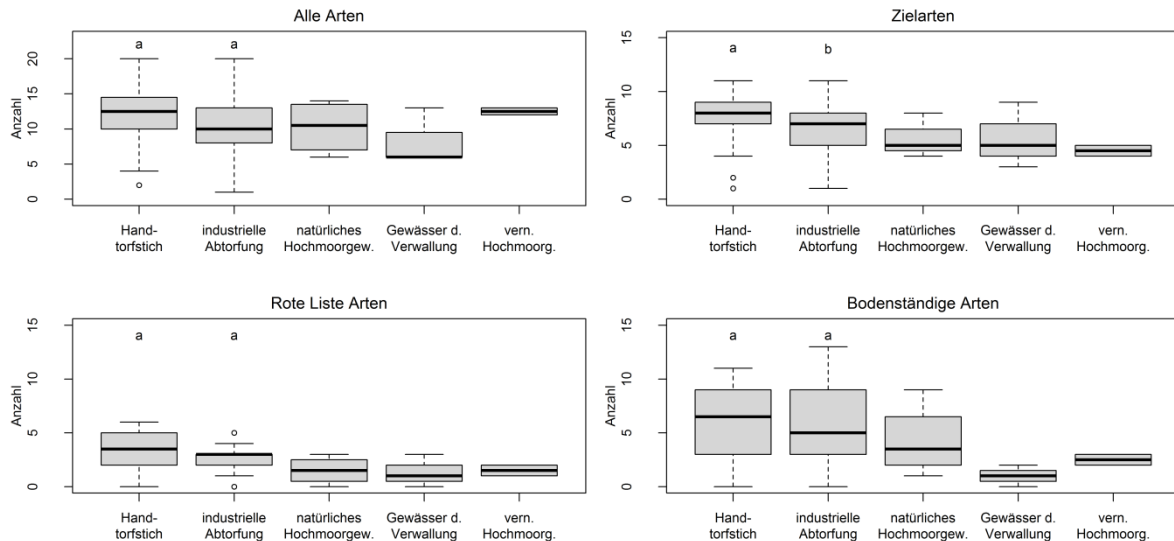 Alle Arten
Anzahl
20
15
10
5
0
a a
Hand- industrielle natürliches Gewässer d. vern.
torfstich Abtorfung Hochmoorgew. Verwallung Hochmoorg.
Zielarten
Anzahl
15
10
5
0
a b
Hand- industrielle natürliches Gewässer d. vern.
torfstich Abtorfung Hochmoorgew. Verwallung Hochmoorg.
Rote Liste Arten
Anzahl
15
10
5
0
a a
Hand- industrielle natürliches Gewässer d. vern.
torfstich Abtorfung Hochmoorgew. Verwallung Hochmoorg.
Bodenständige Arten
Anzahl
15
10
5
0
a a
Hand- industrielle natürliches Gewässer d. vern.
torfstich Abtorfung Hochmoorgew. Verwallung Hochmoorg.